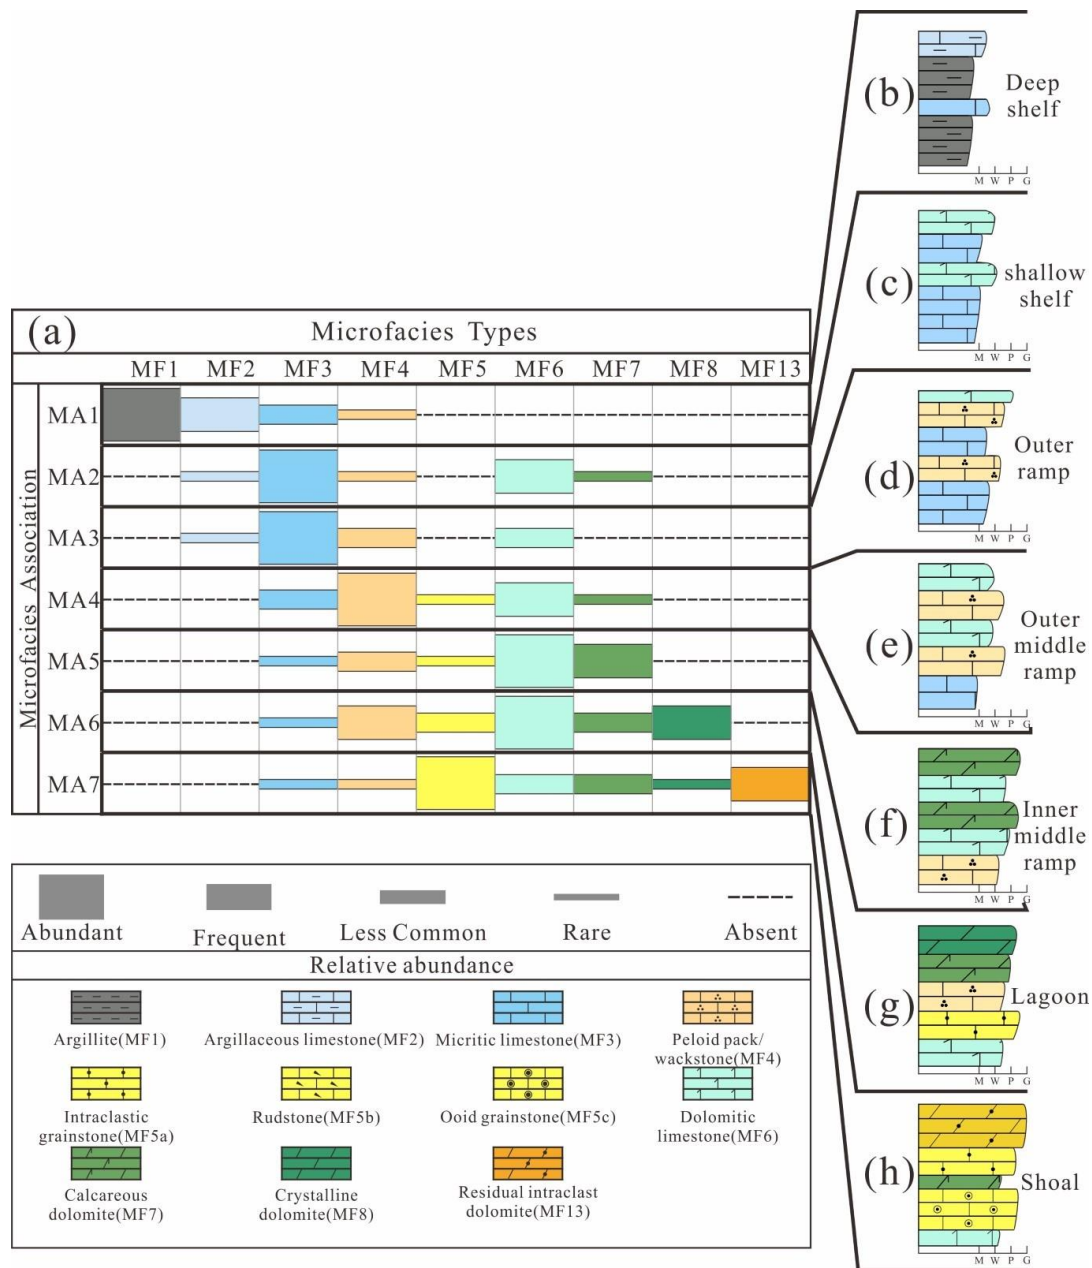 (a)
Microfacies Types
MF1 MF2 MF3 MF4 MF5 MF6 MF7 MF8 MF13
Microfacies Association
MA1
MA2
MA3
MA4
MA5
MA6
MA7
Abundant Frequent Less Common Rare Absent
Relative abundance
Argillite(MF1)
Argillaceous limestone(MF2)
Micritic limestone(MF3)
Peloid pack/
wackstone(MF4)
Intraclastic
grainstone(MF5a)
Rudstone(MF5b)
Ooid grainstone(MF5c)
Dolomitic
limestone(MF6)
Calcareous
dolomite(MF7)
Crystalline
dolomite(MF8)
Residual intraclast
dolomite(MF13)
(b)
Deep
shelf
M W P G
(c)
shallow
shelf
M W P G
(d)
Outer
ramp
M W P G
(e)
Outer
middle
ramp
M W P G
(f)
Inner
middle
ramp
M W P G
(g)
Lagoon
M W P G
(h)
Shoal
M W P G